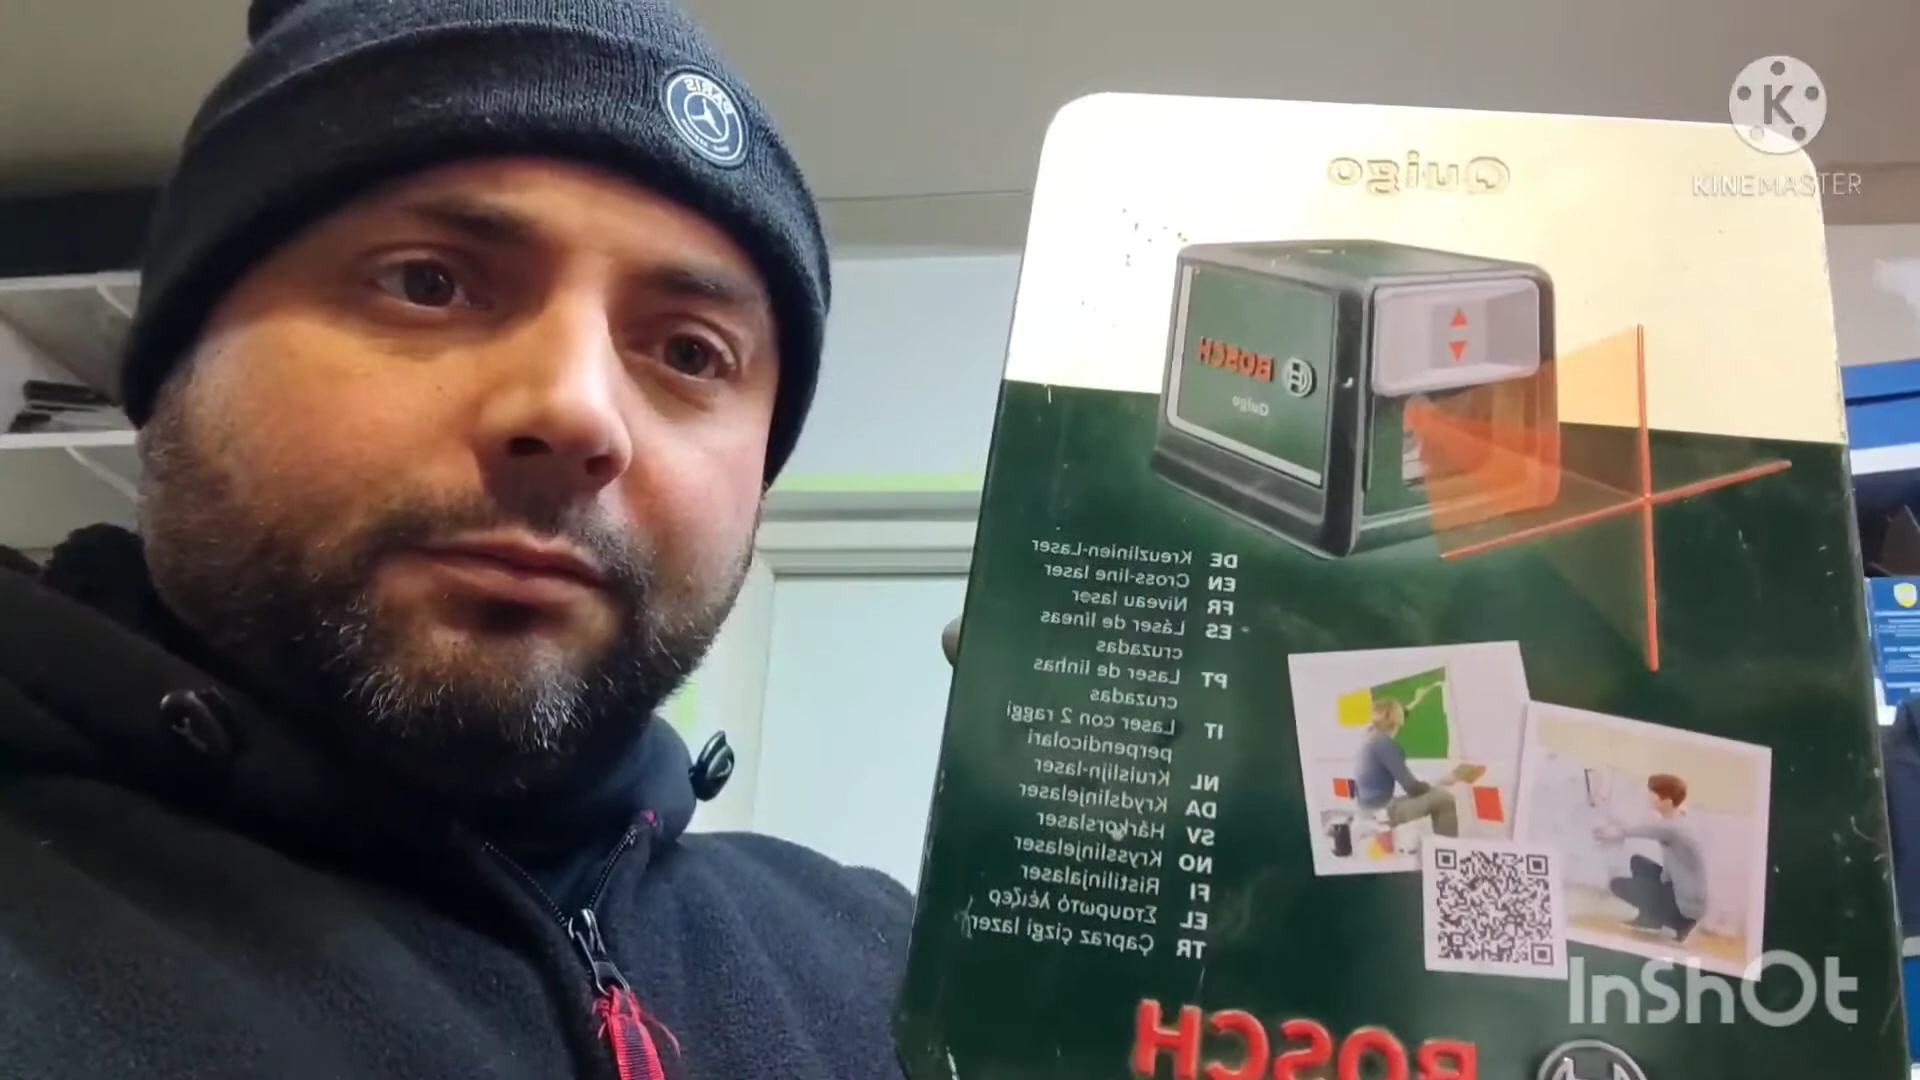 PARIS
KINEMASTER
Quigo
BOSCH
Quigo
DE Kreuzlinien-Laser
EN Cross-line laser
FR Niveau laser
ES Láser de líneas
cruzadas
PT Laser de linhas
cruzadas
IT Laser con 2 raggi
perpendicolari
NL Kruislijn-laser
DA Krydslinjelaser
SV Hårkorslaser
NO Krysslinjelaser
FI Ristilinjalaser
EL Σταυρωτό λέιζερ
TR Çapraz çizgi lazer
BOSCH
InShOt